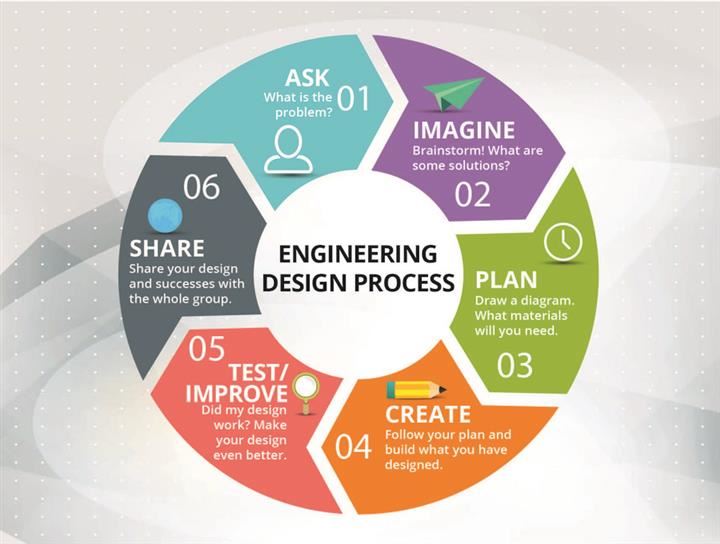 ENGINEERING
DESIGN PROCESS
ASK
What is the
problem?
01
IMAGINE
Brainstorm! What are
some solutions?
02
PLAN
Draw a diagram.
What materials
will you need.
03
CREATE
Follow your plan and
build what you have
designed.
04
05
TEST/
IMPROVE
Did my design
work? Make
your design
even better.
06
SHARE
Share your design
and successes with
the whole group.